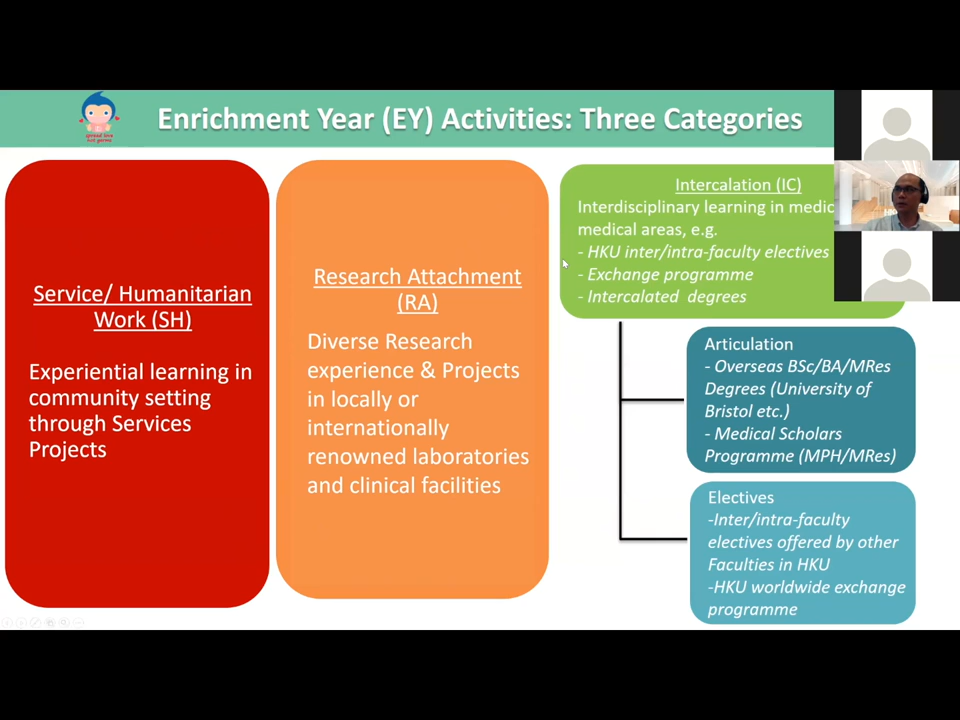 Enrichment Year (EY) Activities: Three Categories
spread love
not germs
Service/ Humanitarian
Work (SH)
Experiential learning in
community setting
through Services
Projects
Research Attachment
(RA)
Diverse Research
experience & Projects
in locally or
internationally
renowned laboratories
and clinical facilities
Intercalation (IC)
Interdisciplinary learning in medic
medical areas, e.g.
- HKU inter/intra-faculty electives
- Exchange programme
- Intercalated degrees
Articulation
- Overseas BSc/BA/MRes
Degrees (University of
Bristol etc.)
- Medical Scholars
Programme (MPH/MRes)
Electives
-Inter/intra-faculty
electives offered by other
Faculties in HKU
-HKU worldwide exchange
programme